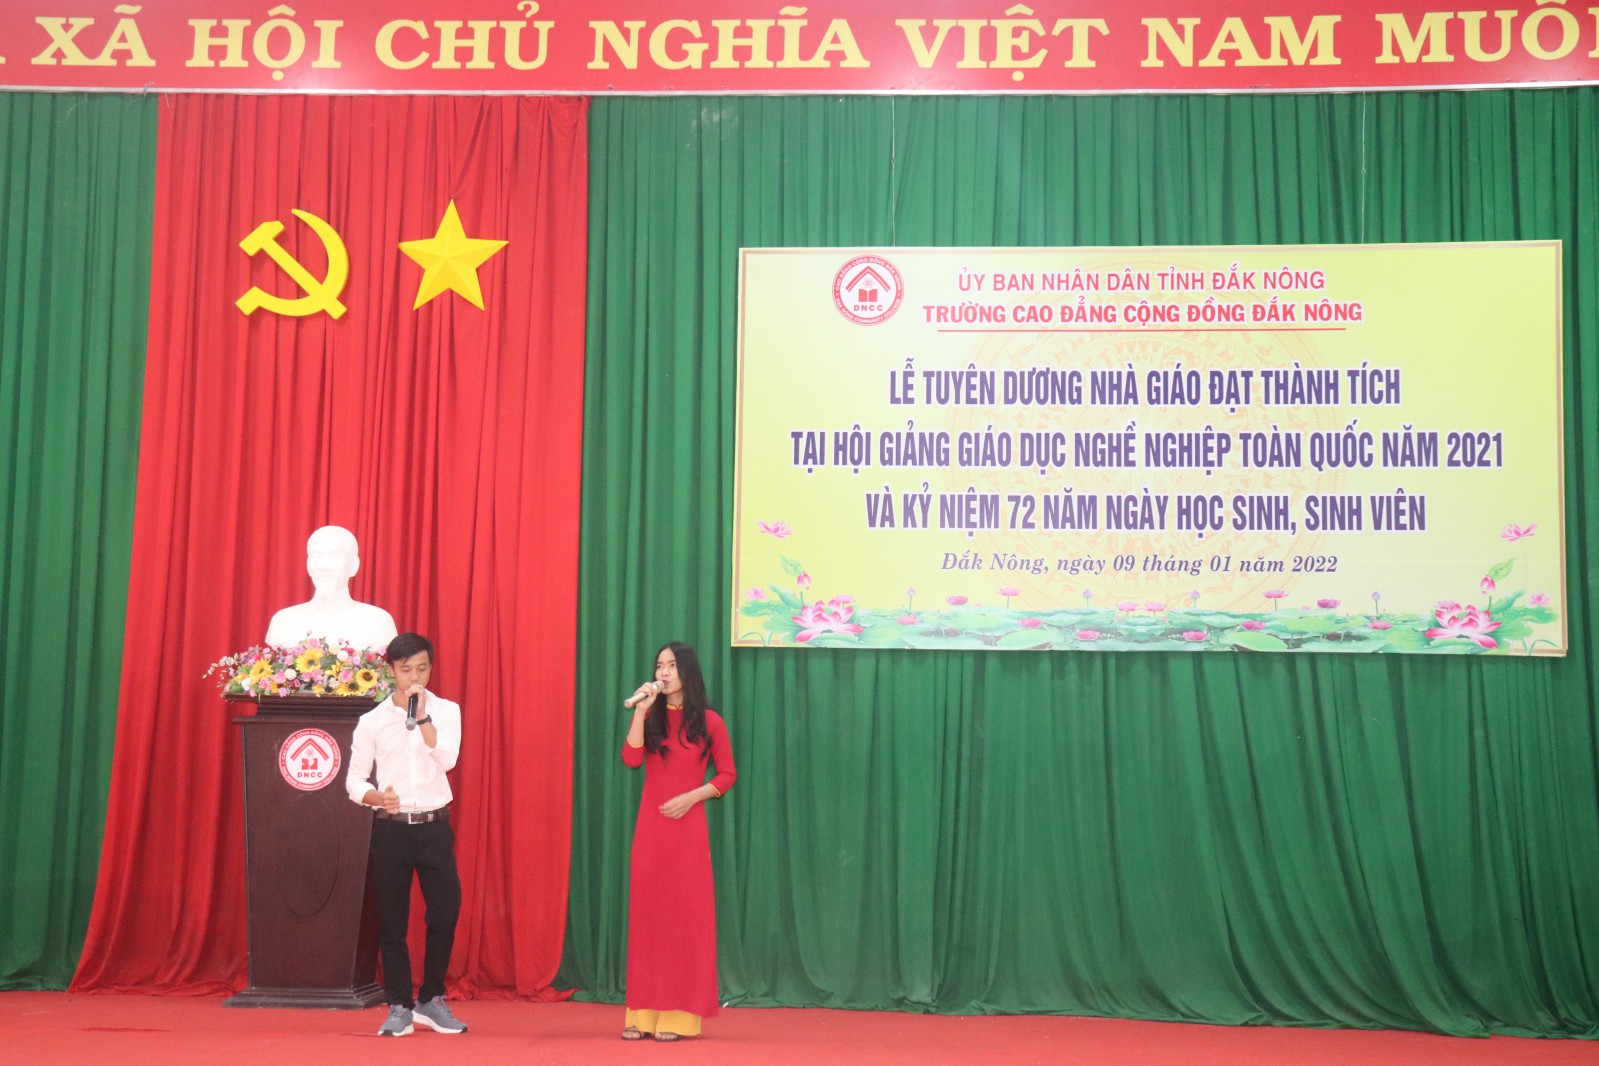 XÃ HỘI CHỦ NGHĨA VIỆT NAM MUÔ
ỦY BAN NHÂN DÂN TỈNH ĐẮK NÔNG
TRƯỜNG CAO ĐẲNG CỘNG ĐỒNG ĐẮK NÔNG
DNCC
LỄ TUYÊN DƯƠNG NHÀ GIÁO ĐẠT THÀNH TÍCH
TẠI HỘI GIẢNG GIÁO DỤC NGHỀ NGHIỆP TOÀN QUỐC NĂM 2021
VÀ KỶ NIỆM 72 NĂM NGÀY HỌC SINH, SINH VIÊN
Đắk Nông, ngày 09 tháng 01 năm 2022
DNCC